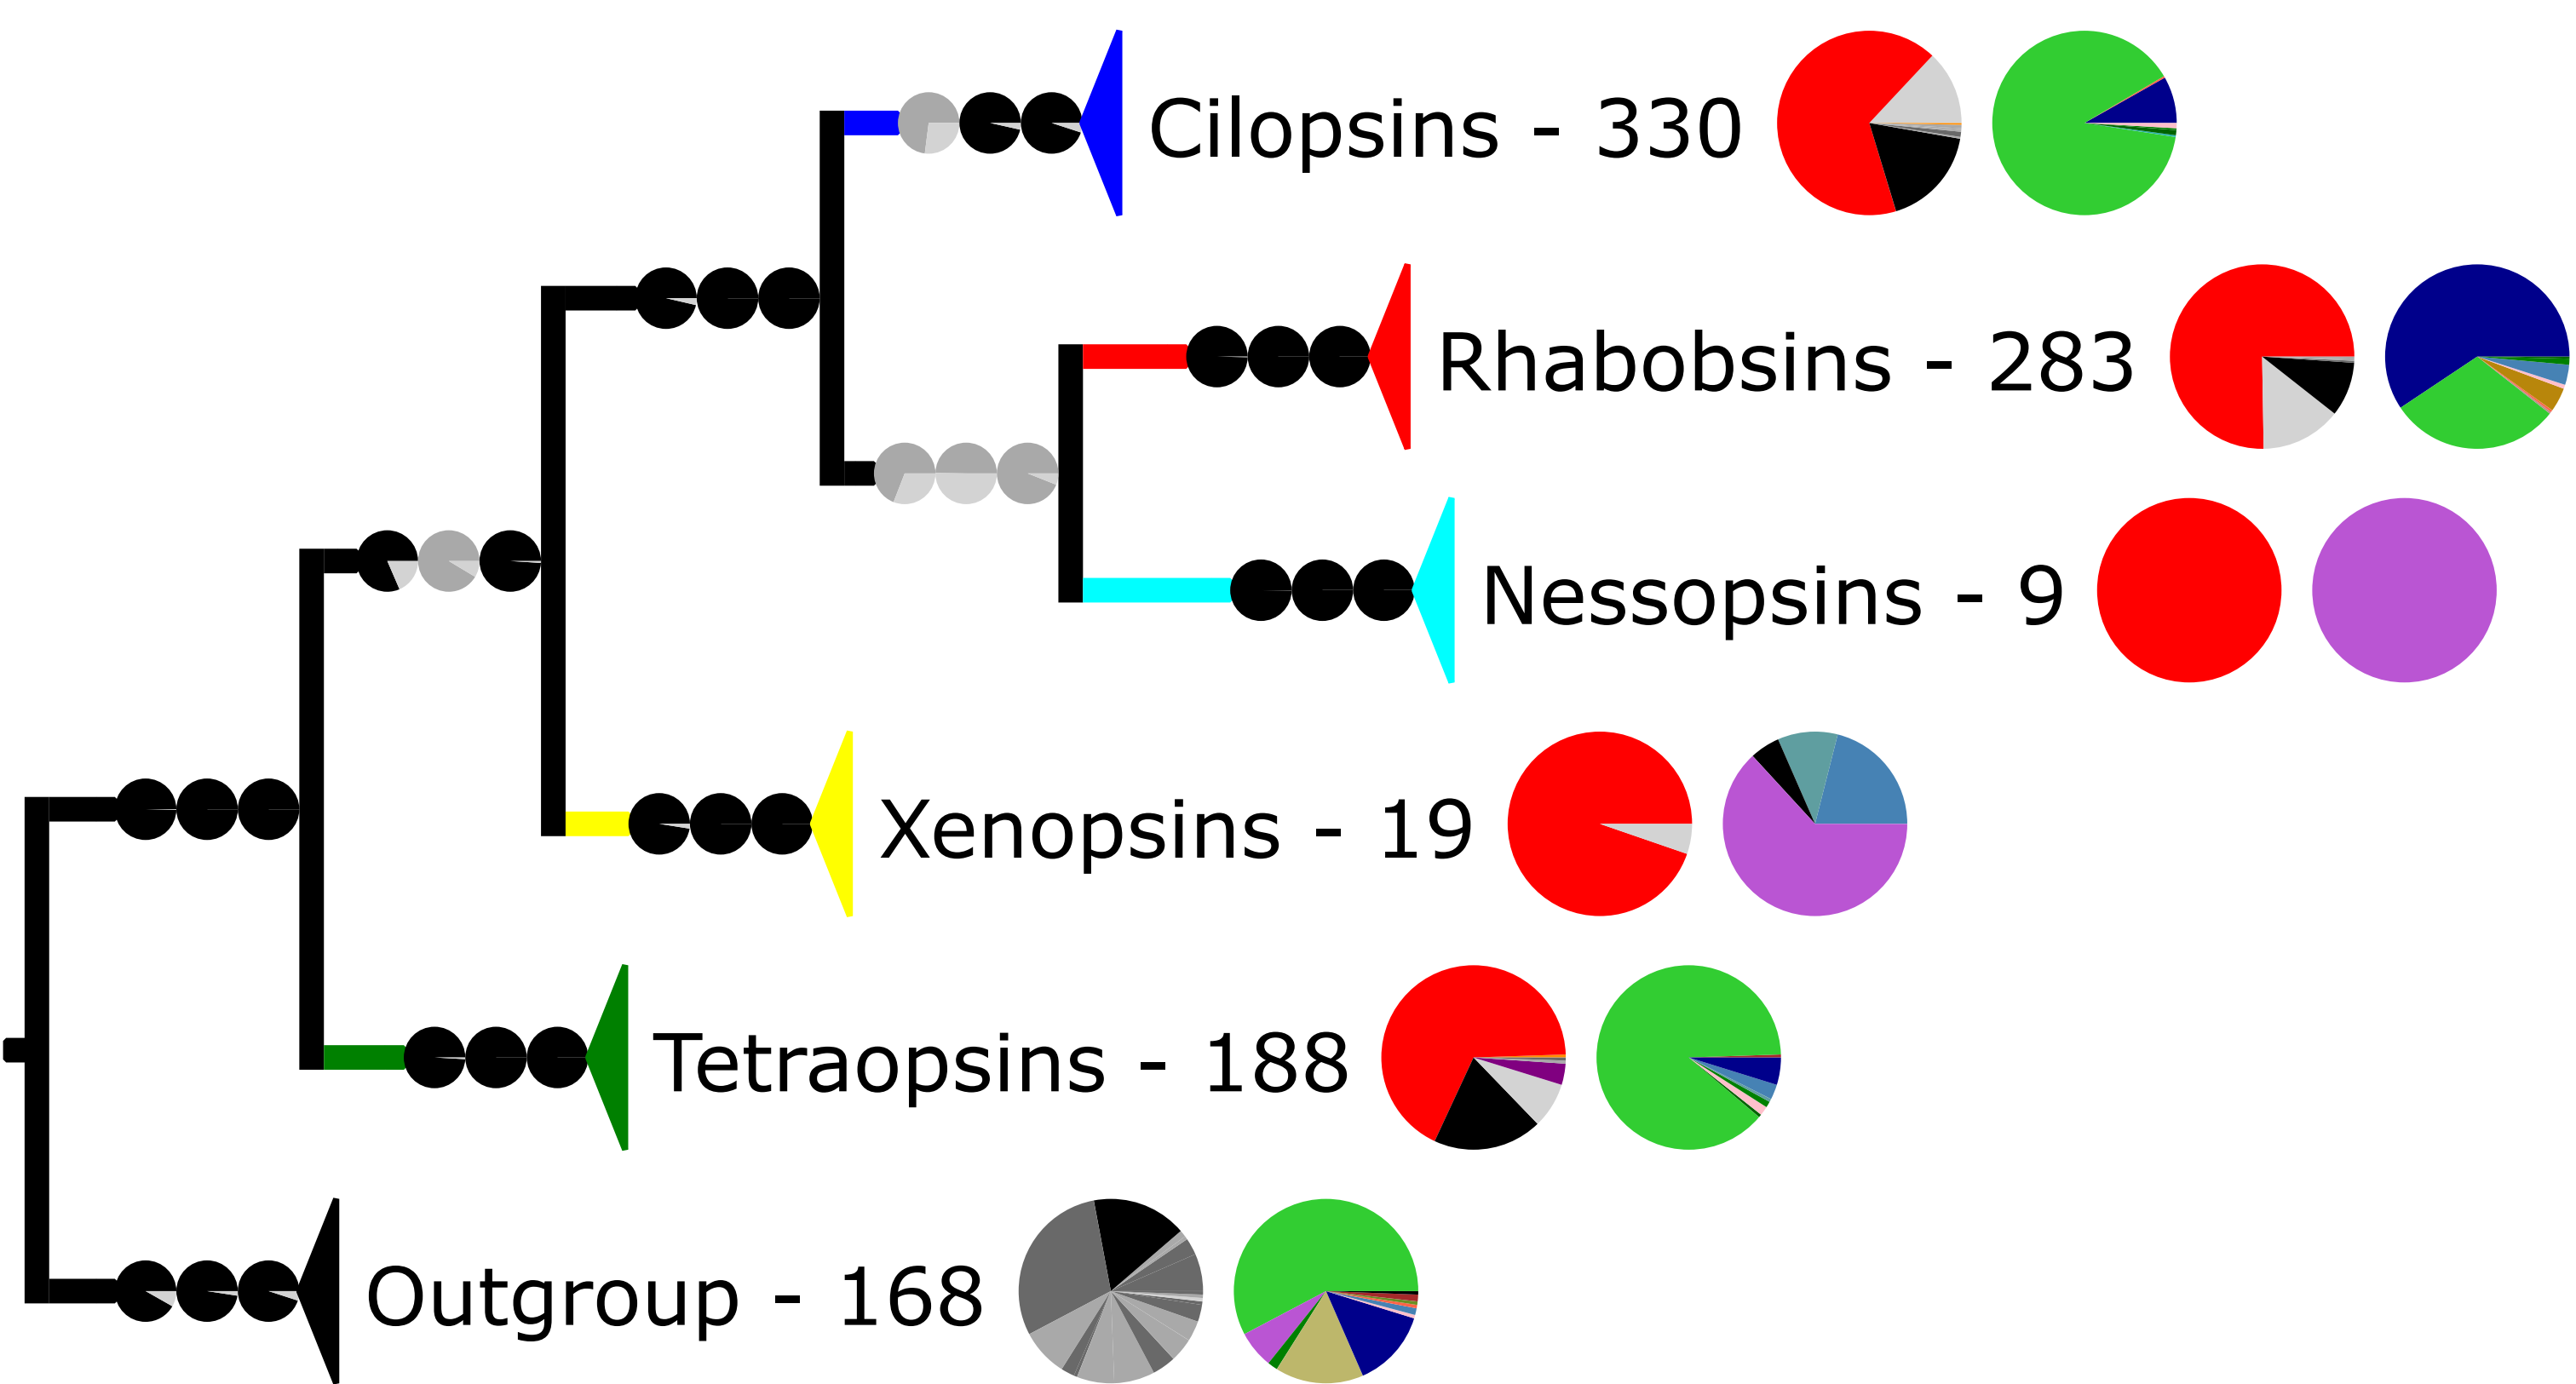 Cilopsins - 330
Rhabobsins - 283
Nessopsins - 9
Xenopsins - 19
Tetraopsins - 188
Outgroup - 168